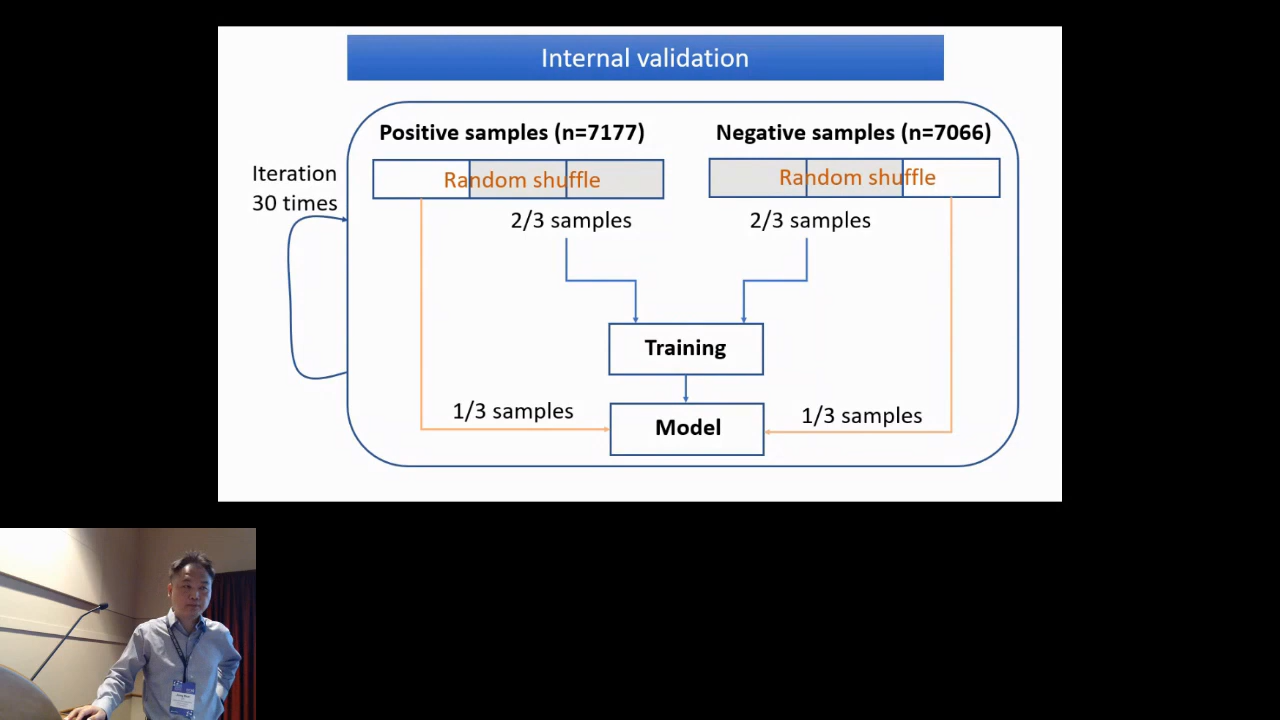 Internal validation
Positive samples (n=7177)
Negative samples (n=7066)
Iteration
30 times
Random shuffle
Random shuffle
2/3 samples
2/3 samples
Training
1/3 samples
1/3 samples
Model